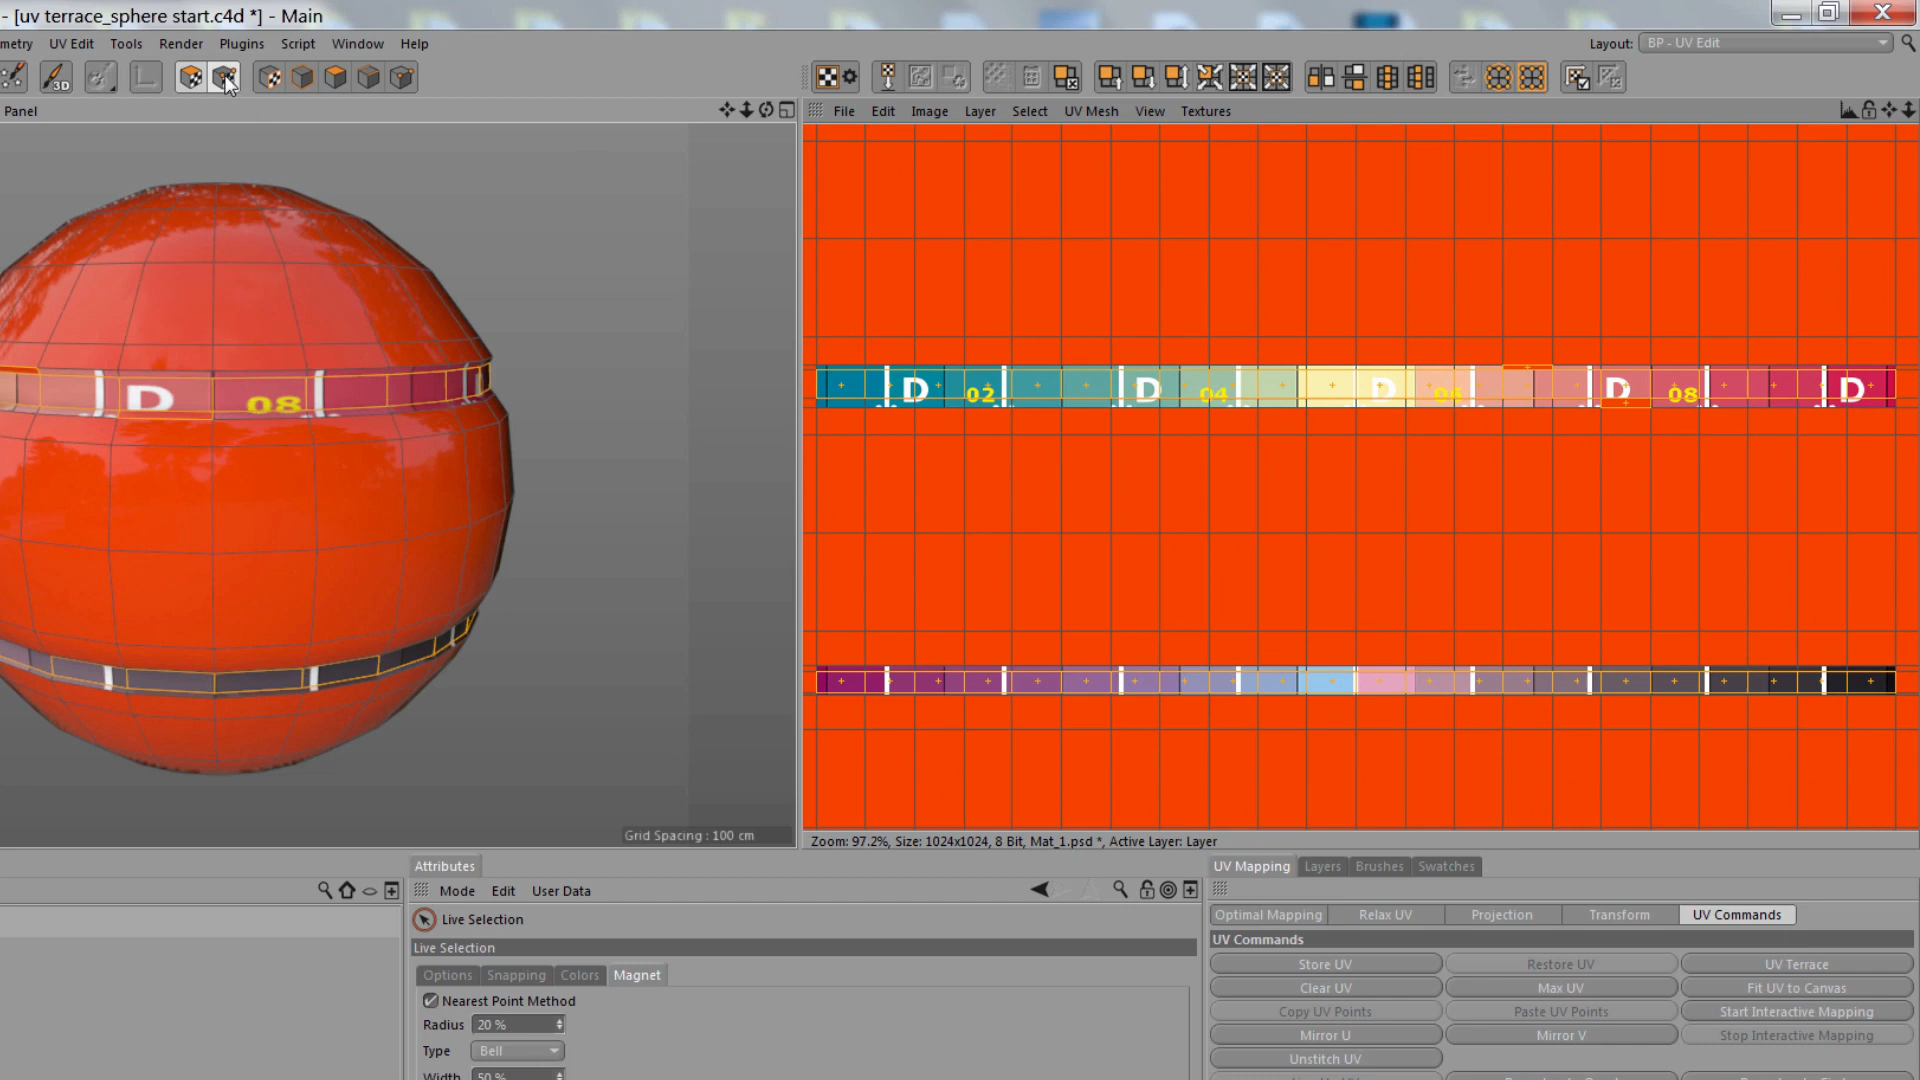 - [uv terrace_sphere start.c4d *] - Main
metry UV Edit Tools Render Plugins Script Window Help
Layout: BP - UV Edit
3D
Panel
File Edit Image Layer Select UV Mesh View Textures
D 08
D 02 D 04 D 06 D 08 D
Grid Spacing : 100 cm
Zoom: 97.2%, Size: 1024x1024, 8 Bit, Mat_1.psd *, Active Layer: Layer
Attributes
UV Mapping Layers Brushes Swatches
Mode Edit User Data
Optimal Mapping Relax UV Projection Transform UV Commands
Live Selection
UV Commands
Live Selection
Store UV Restore UV UV Terrace
Options Snapping Colors Magnet
Clear UV Max UV Fit UV to Canvas
Nearest Point Method
Copy UV Points Paste UV Points Start Interactive Mapping
Radius 20 %
Mirror U Mirror V Stop Interactive Mapping
Type Bell
Unstitch UV
Width 50 %